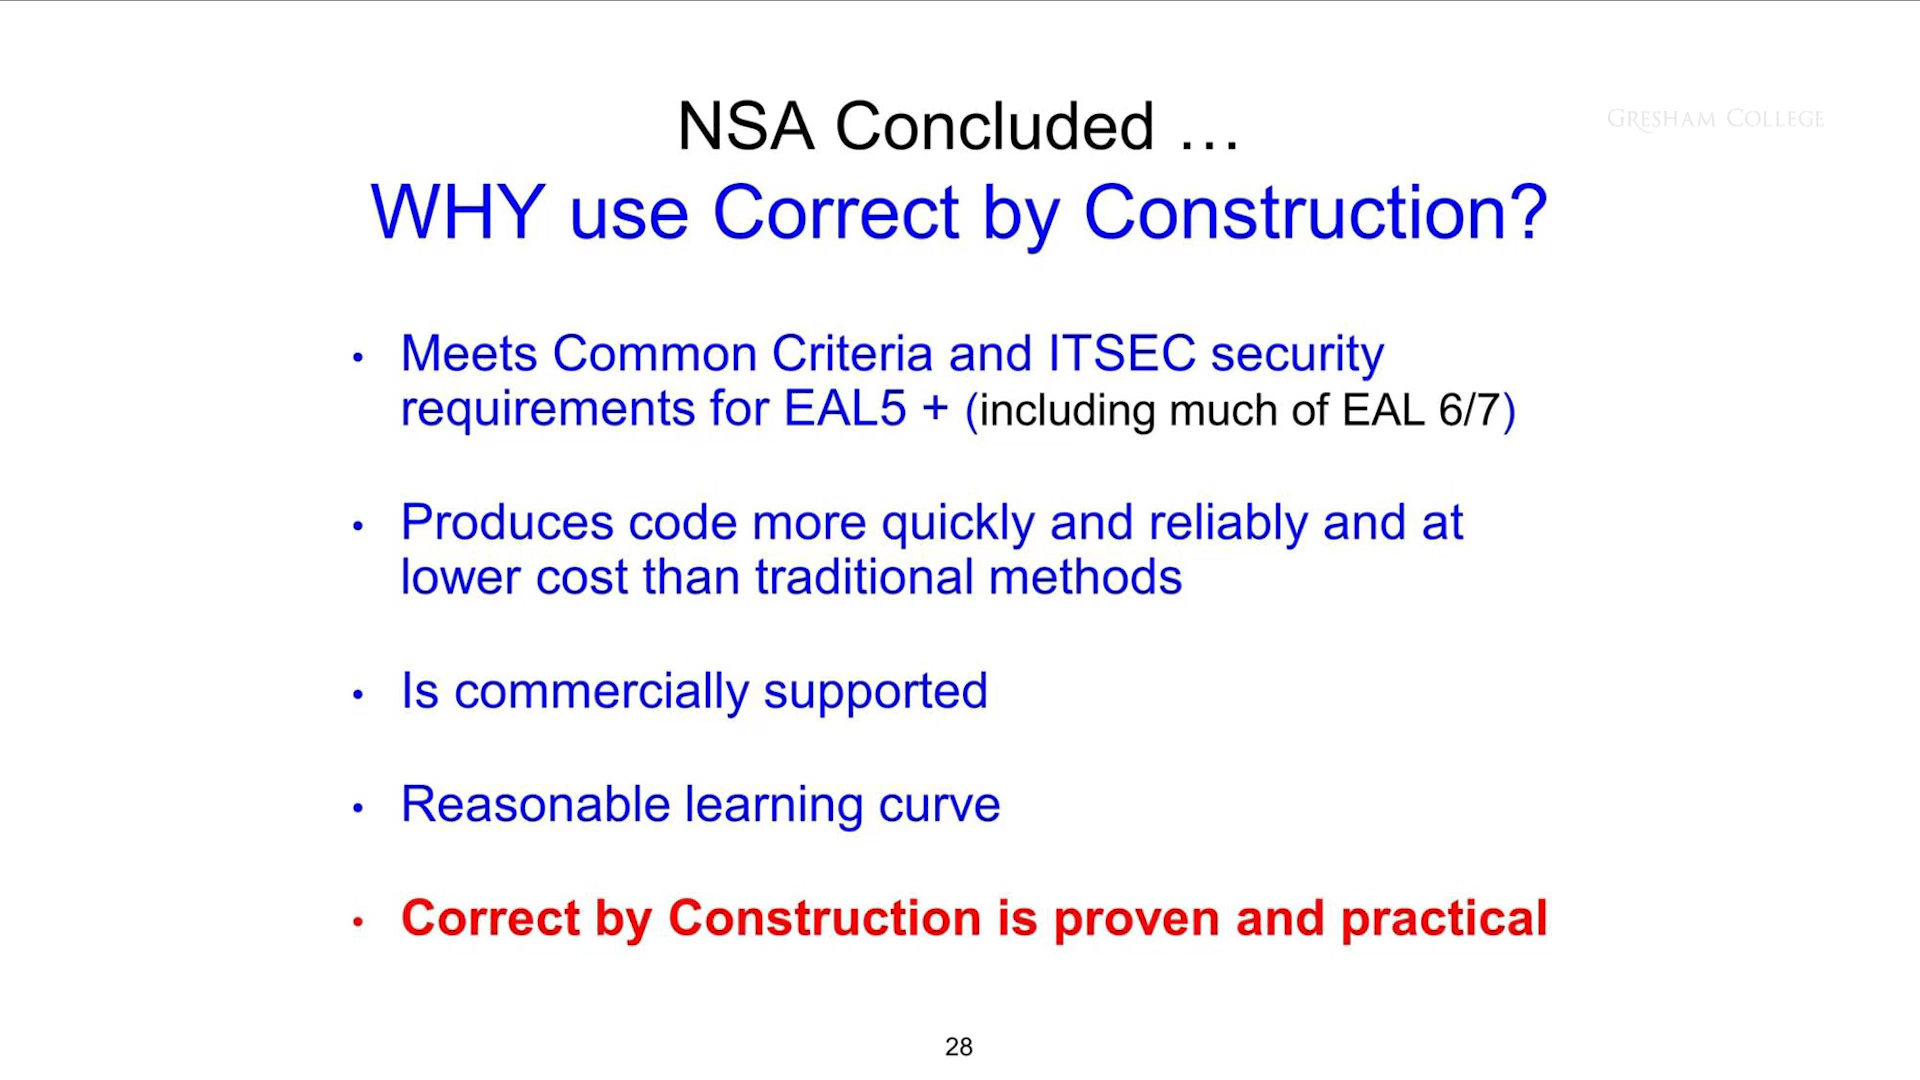 GRESHAM COLLEGE
NSA Concluded …
WHY use Correct by Construction?
• Meets Common Criteria and ITSEC security
requirements for EAL5 + (including much of EAL 6/7)
• Produces code more quickly and reliably and at
lower cost than traditional methods
• Is commercially supported
• Reasonable learning curve
• Correct by Construction is proven and practical
28